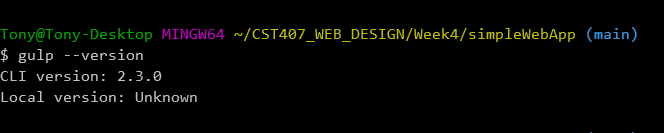 Tony@Tony-Desktop MINGW64 ~/CST407_WEB_DESIGN/Week4/simpleWebApp (main)
$ gulp --version
CLI version: 2.3.0
Local version: Unknown